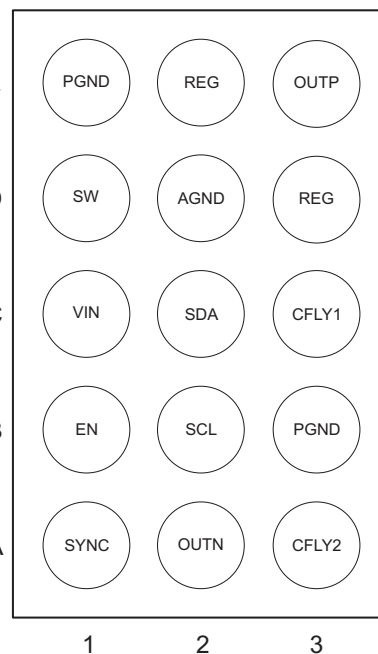 PGND REG OUTP
SW AGND REG
VIN SDA CFLY1
EN SCL PGND
SYNC OUTN CFLY2
1 2 3